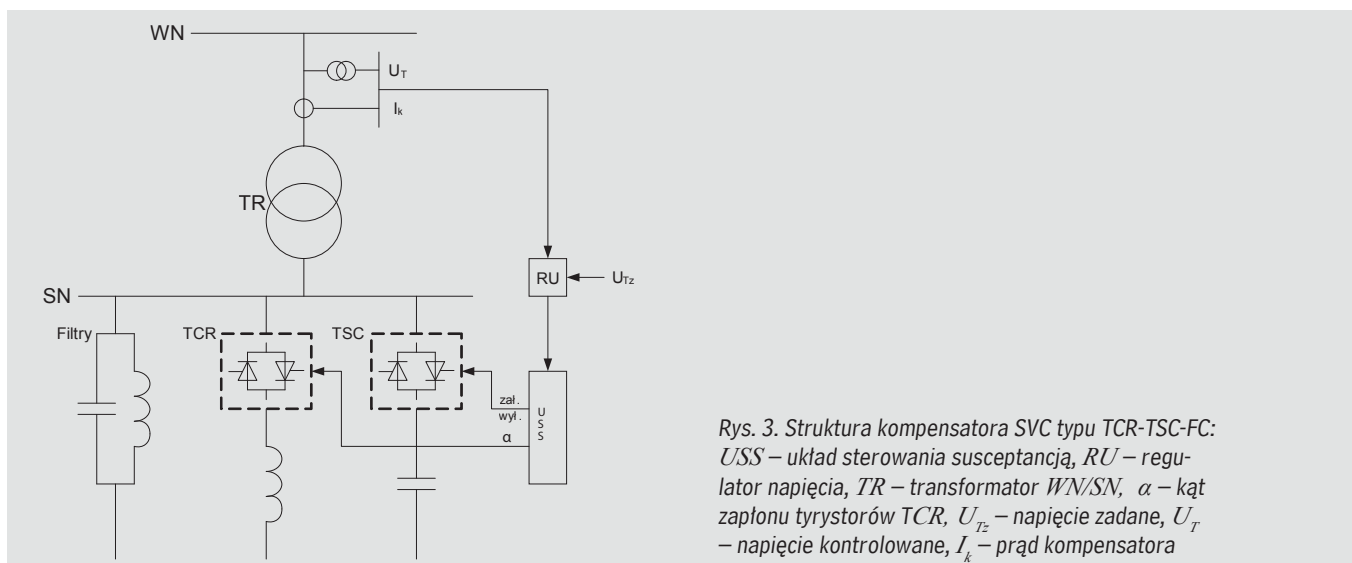 WN
U_T
I_k
TR
RU
U_Tz
SN
Filtry
TCR
TSC
zał.
wył.
α
U
S
S
Rys. 3. Struktura kompensatora SVC typu TCR-TSC-FC:
USS – układ sterowania susceptancją, RU – regu-
lator napięcia, TR – transformator WN/SN, α – kąt
zapłonu tyrystorów TCR, U_Tz – napięcie zadane, U_T
– napięcie kontrolowane, I_k – prąd kompensatora